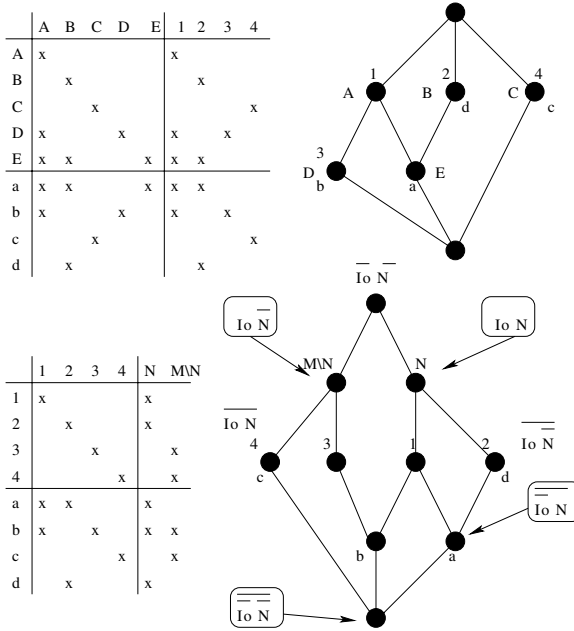 A B C D E 1 2 3 4
A x x
B x x
C x x
D x x x x
E x x x x x
a x x x x x
b x x x x
c x x
d x x
1 2 4
A B C
d c
3
D E
b a
Io N
Io N
Io N
M\N N
1 2 3 4 N M\N
1 x x
2 x x
3 x x
4 x x
a x x x
b x x x x
c x x
d x x
Io N
Io N
4 3 1 2
c d
Io N
b a
Io N